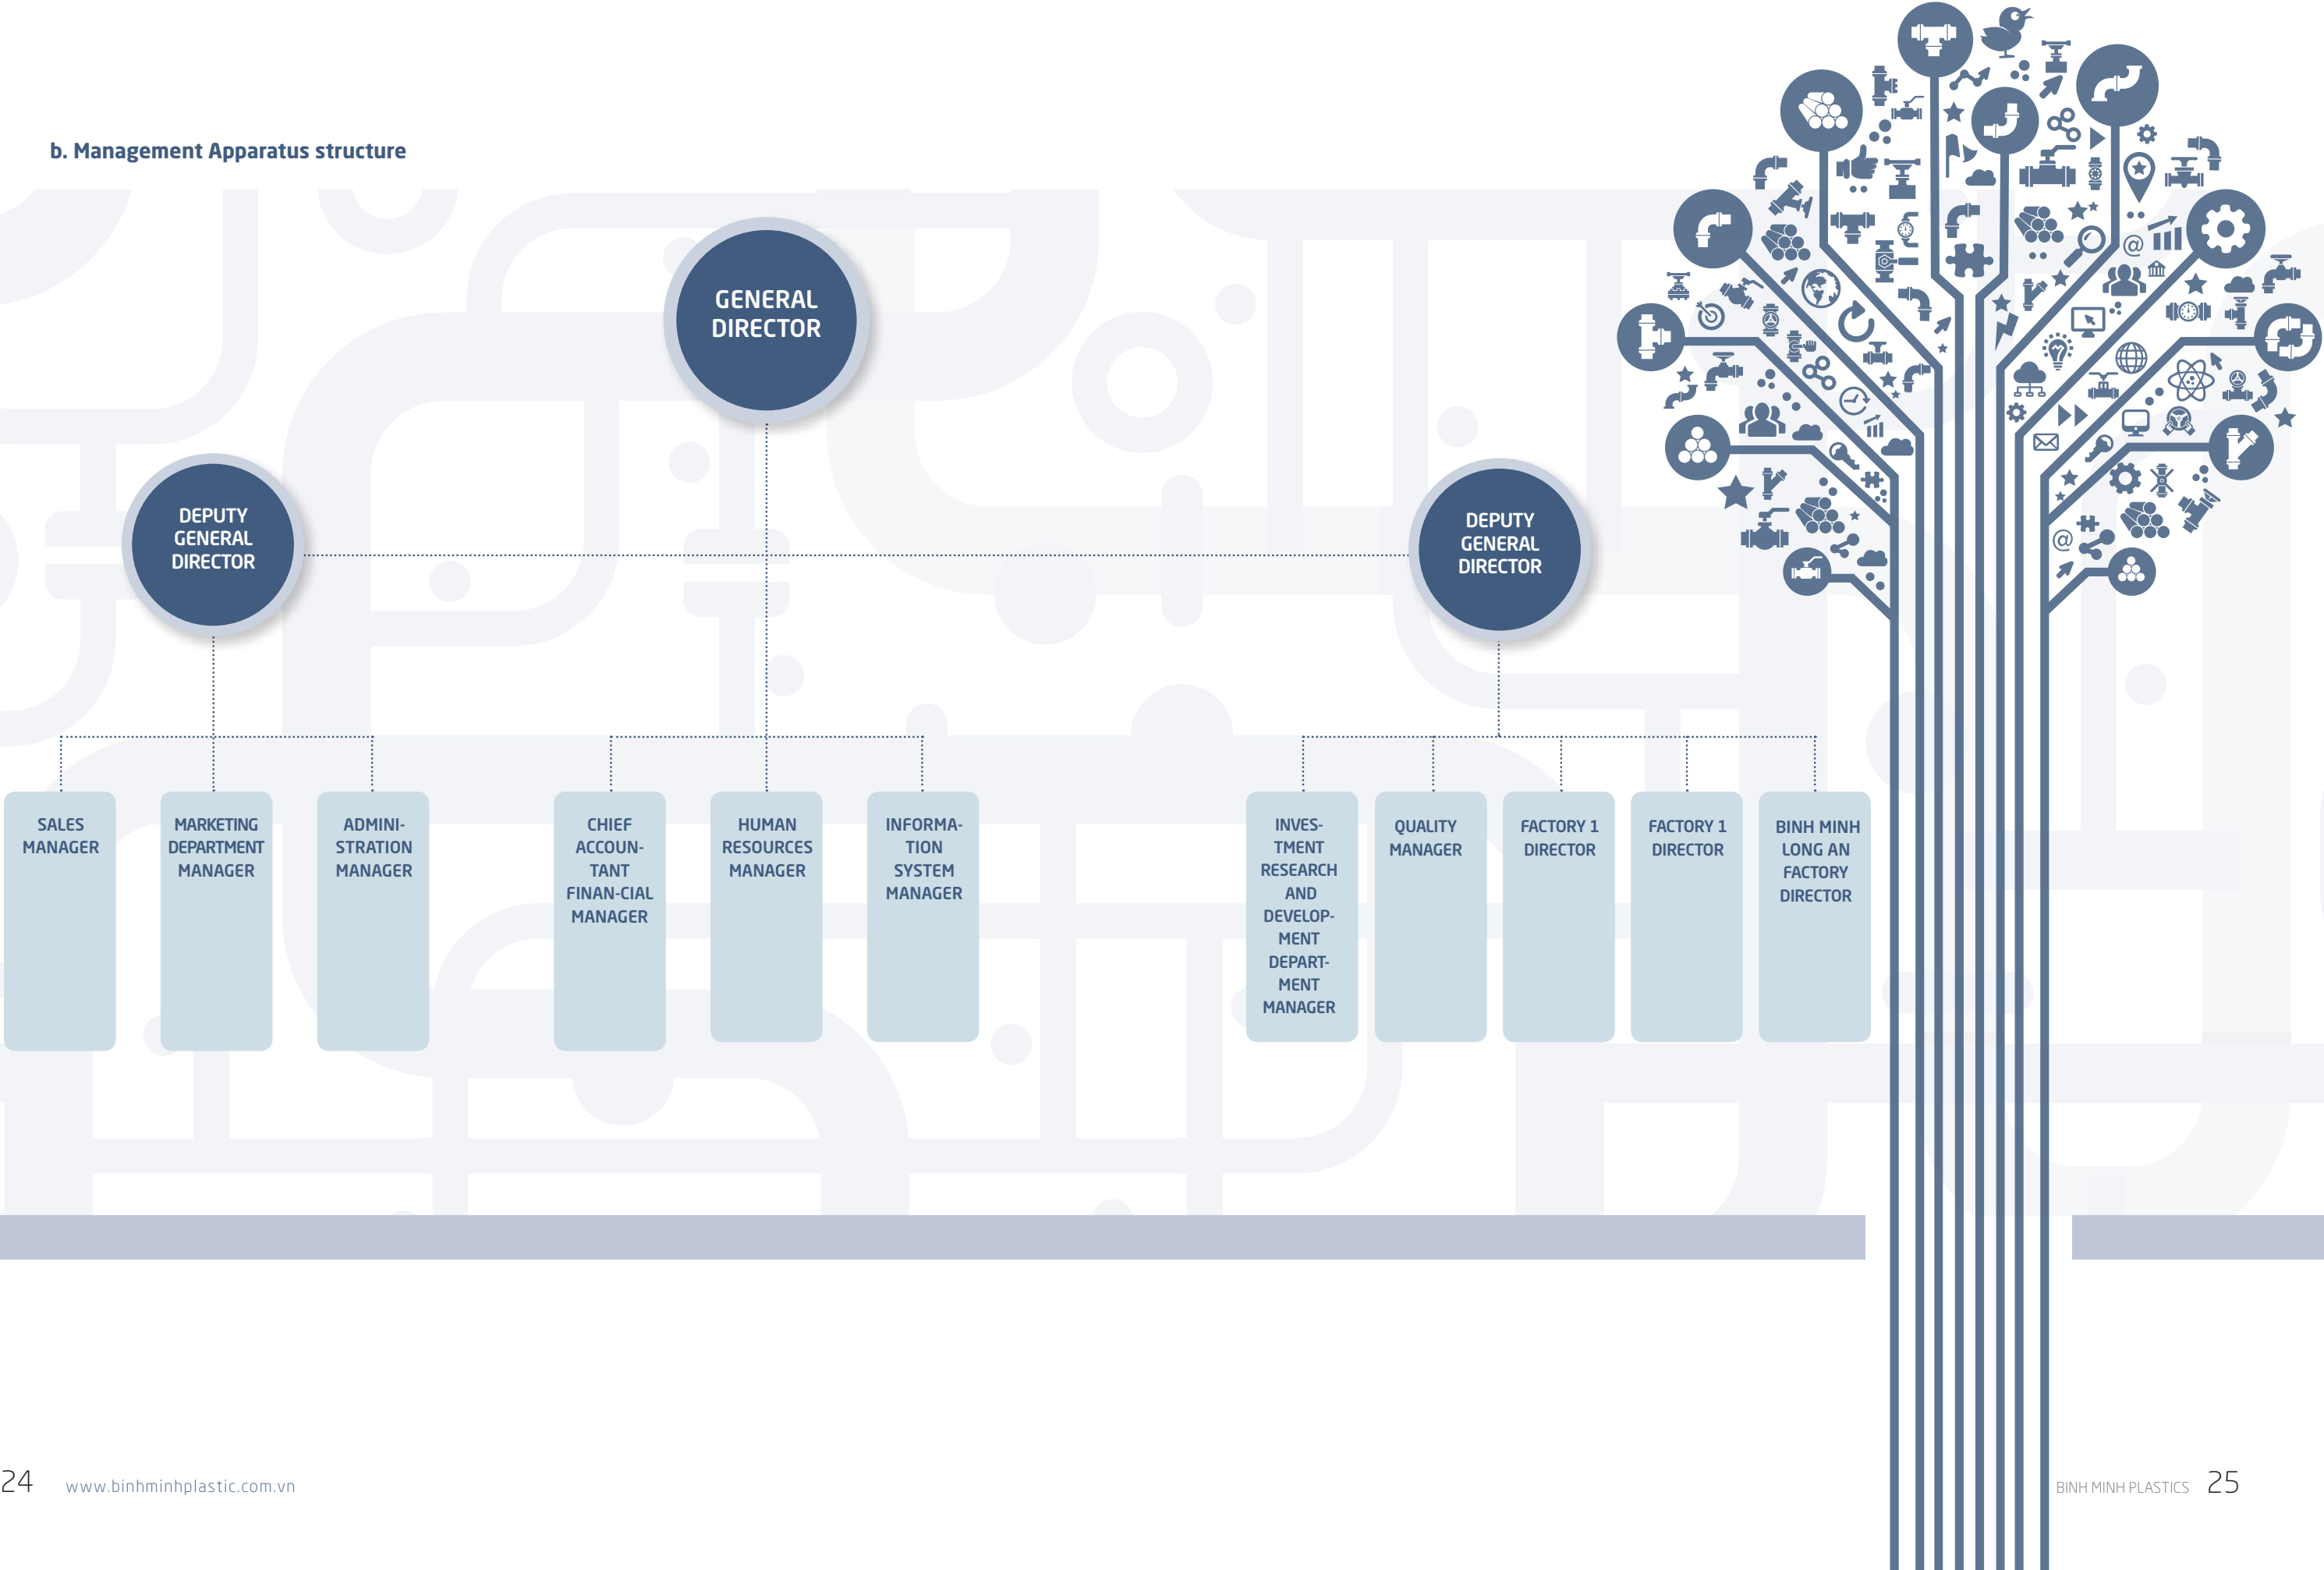 b. Management Apparatus structure
GENERAL
DIRECTOR
DEPUTY
GENERAL
DIRECTOR
DEPUTY
GENERAL
DIRECTOR
SALES
MANAGER
MARKETING
DEPARTMENT
MANAGER
ADMINI-
STRATION
MANAGER
CHIEF
ACCOUN-
TANT
FINAN-CIAL
MANAGER
HUMAN
RESOURCES
MANAGER
INFORMA-
TION
SYSTEM
MANAGER
INVES-
TMENT
RESEARCH
AND
DEVELOP-
MENT
DEPART-
MENT
MANAGER
QUALITY
MANAGER
FACTORY 1
DIRECTOR
FACTORY 1
DIRECTOR
BINH MINH
LONG AN
FACTORY
DIRECTOR
24 www.binhminhplastic.com.vn
BINH MINH PLASTICS 25